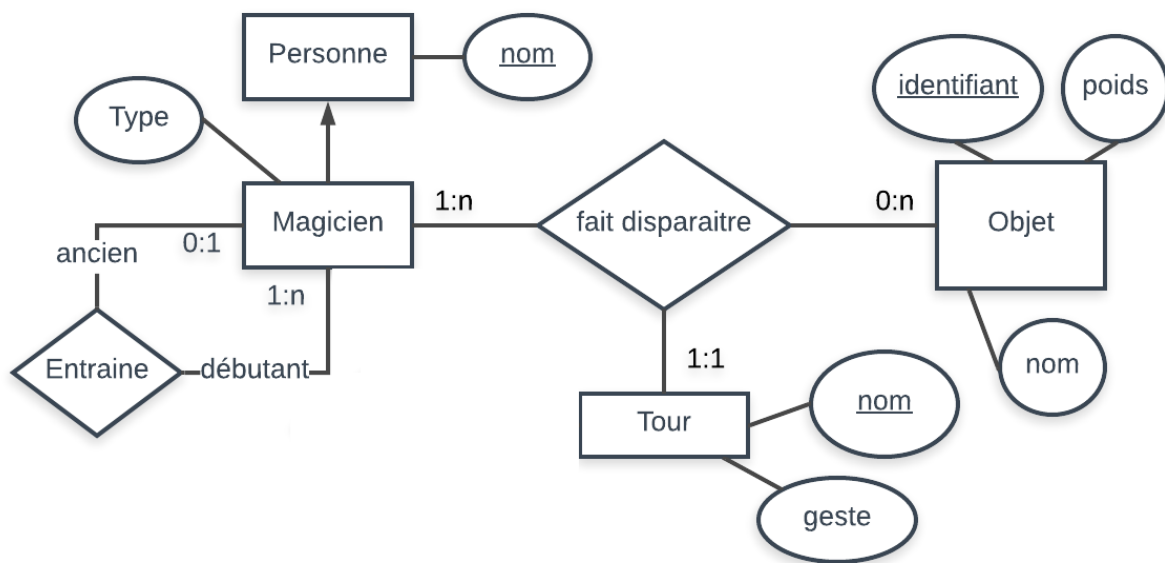 Personne
nom
identifiant
poids
Type
Magicien
1:n
fait disparaitre
0:n
Objet
ancien
0:1
1:n
Entraine
débutant
1:1
nom
Tour
nom
geste